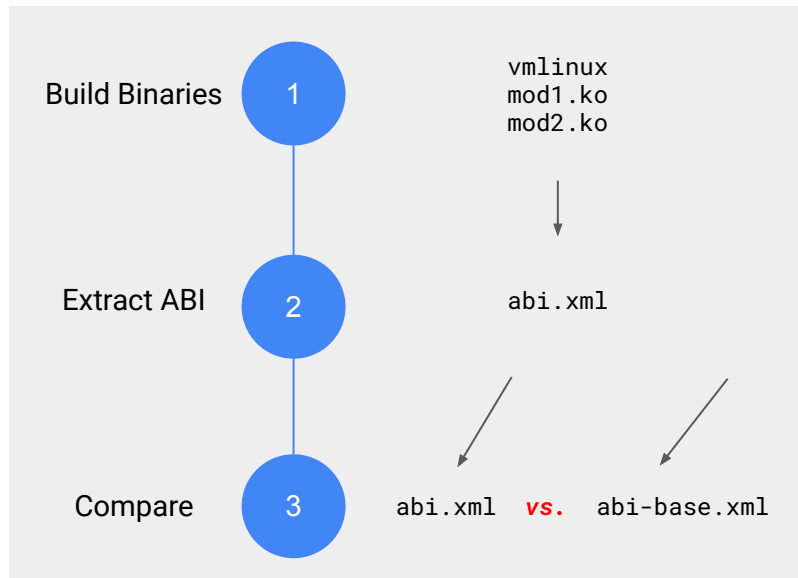 Build Binaries
1
vmlinux
mod1.ko
mod2.ko
Extract ABI
2
abi.xml
Compare
3
abi.xml vs. abi-base.xml